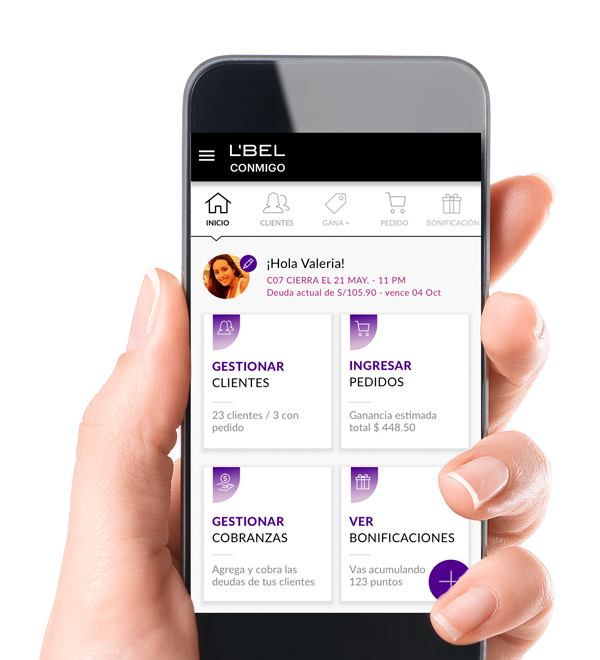 L'BEL
CONMIGO
INICIO
CLIENTES
GANA +
PEDIDO
BONIFICACIÓN
¡Hola Valeria!
C07 CIERRA EL 21 MAY. - 11 PM
Deuda actual de S/105.90 - vence 04 Oct
GESTIONAR
CLIENTES
23 clientes / 3 con
pedido
INGRESAR
PEDIDOS
Ganancia estimada
total $ 448.50
GESTIONAR
COBRANZAS
Agrega y cobra las
deudas de tus clientes
VER
BONIFICACIONES
Vas acumulando
123 puntos